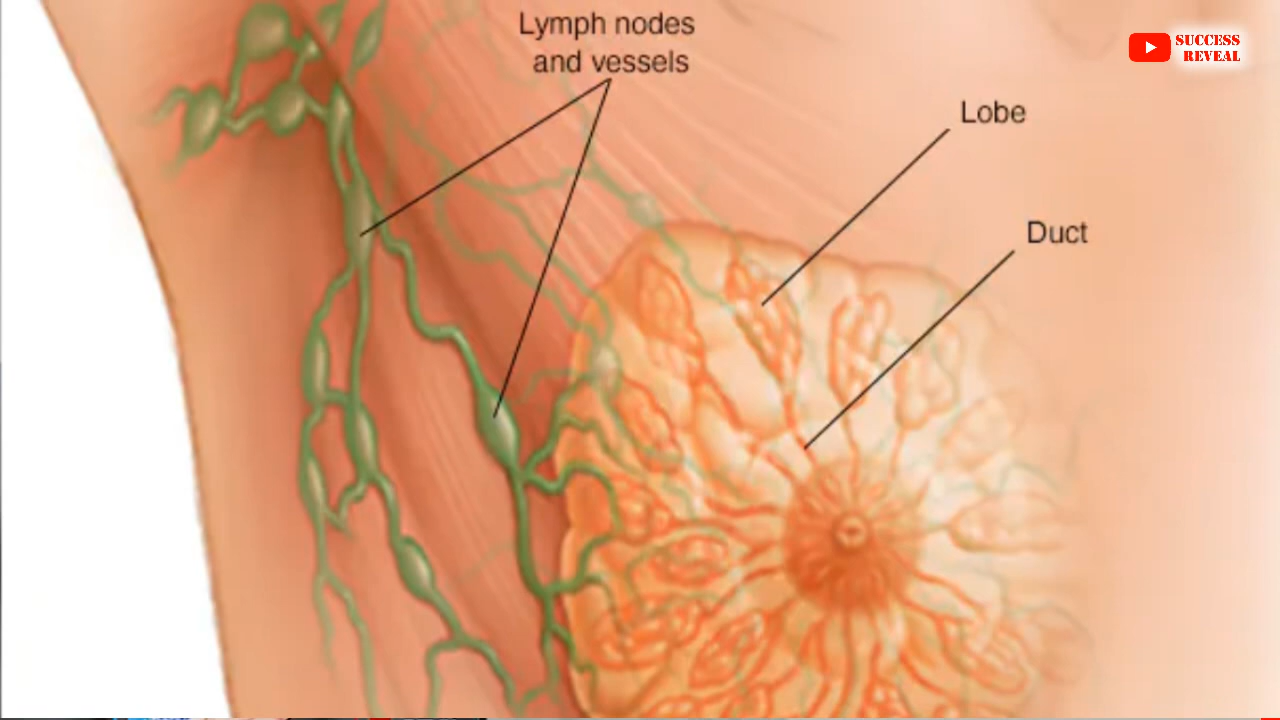 Lymph nodes
and vessels
SUCCESS
REVEAL
Lobe
Duct